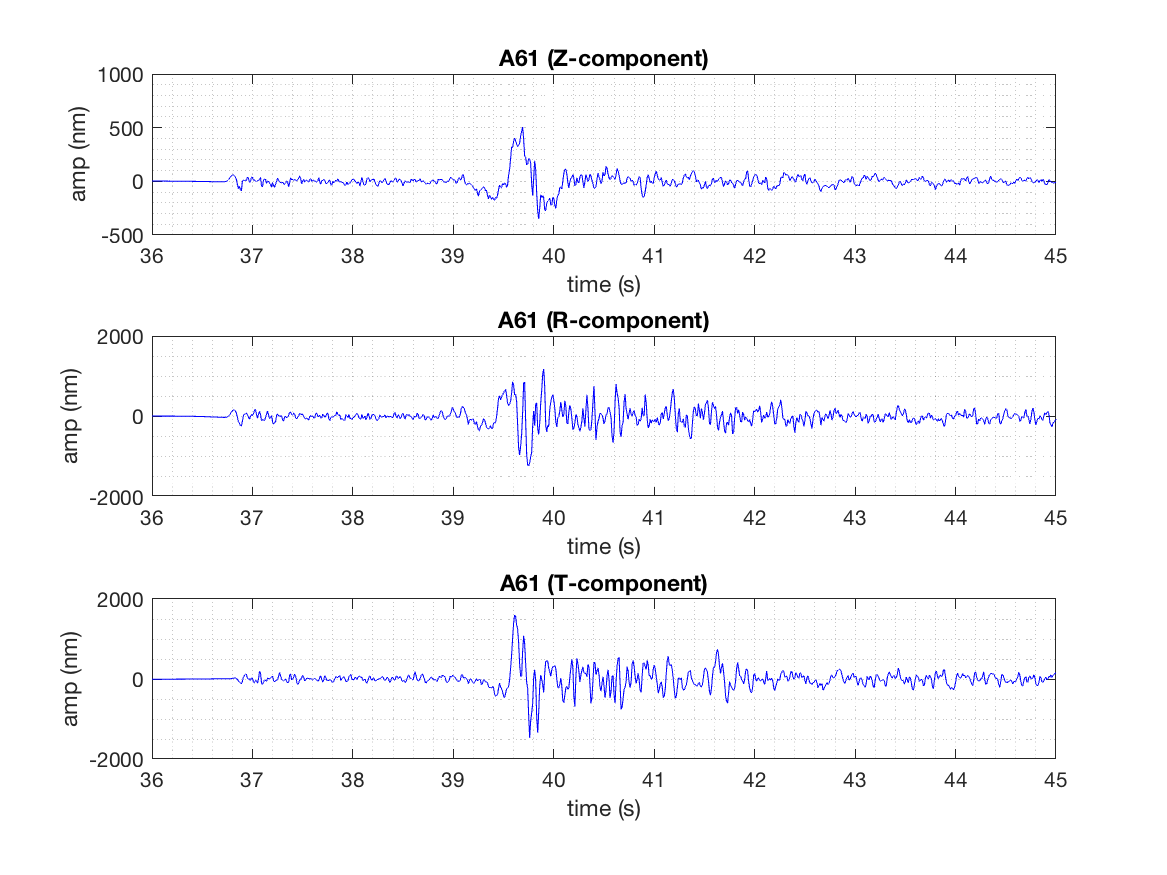 A61 (Z-component)
1000
500
0
-500
amp (nm)
36 37 38 39 40 41 42 43 44 45
time (s)
A61 (R-component)
2000
0
-2000
amp (nm)
36 37 38 39 40 41 42 43 44 45
time (s)
A61 (T-component)
2000
0
-2000
amp (nm)
36 37 38 39 40 41 42 43 44 45
time (s)